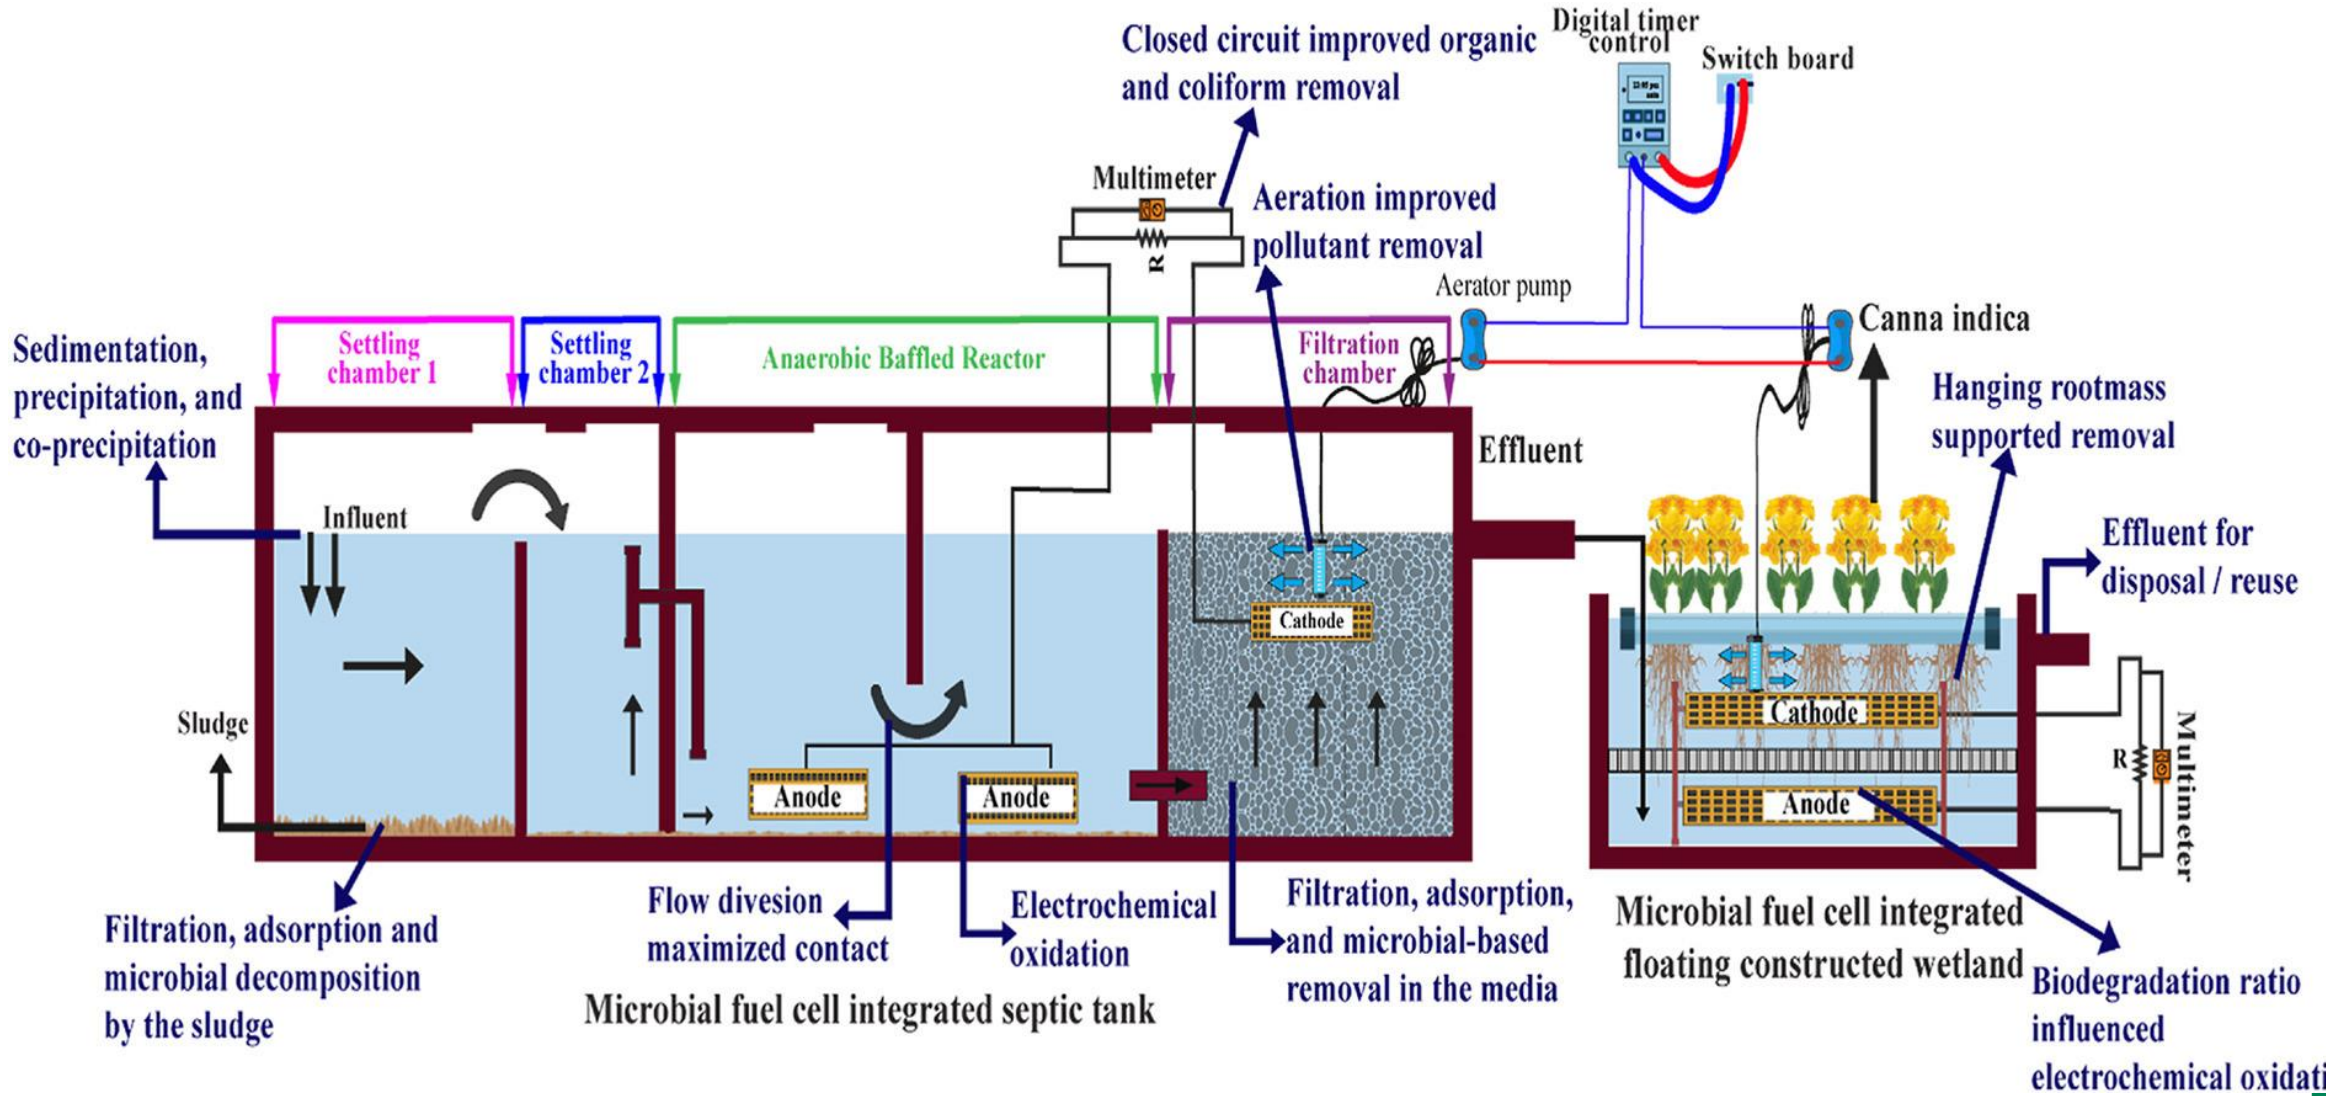 Digital timer
control
Switch board
Closed circuit improved organic
and coliform removal
Multimeter
R
Aeration improved
pollutant removal
Aerator pump
Canna indica
Sedimentation,
precipitation, and
co-precipitation
Settling
chamber 1
Settling
chamber 2
Anaerobic Baffled Reactor
Filtration
chamber
Hanging rootmass
supported removal
Effluent
Influent
Effluent for
disposal / reuse
Cathode
Sludge
Anode
Anode
Cathode
Anode
R
Multimeter
Filtration, adsorption and
microbial decomposition
by the sludge
Flow divesion
maximized contact
Electrochemical
oxidation
Filtration, adsorption,
and microbial-based
removal in the media
Microbial fuel cell integrated
floating constructed wetland
Microbial fuel cell integrated septic tank
Biodegradation ratio
influenced
electrochemical oxidati